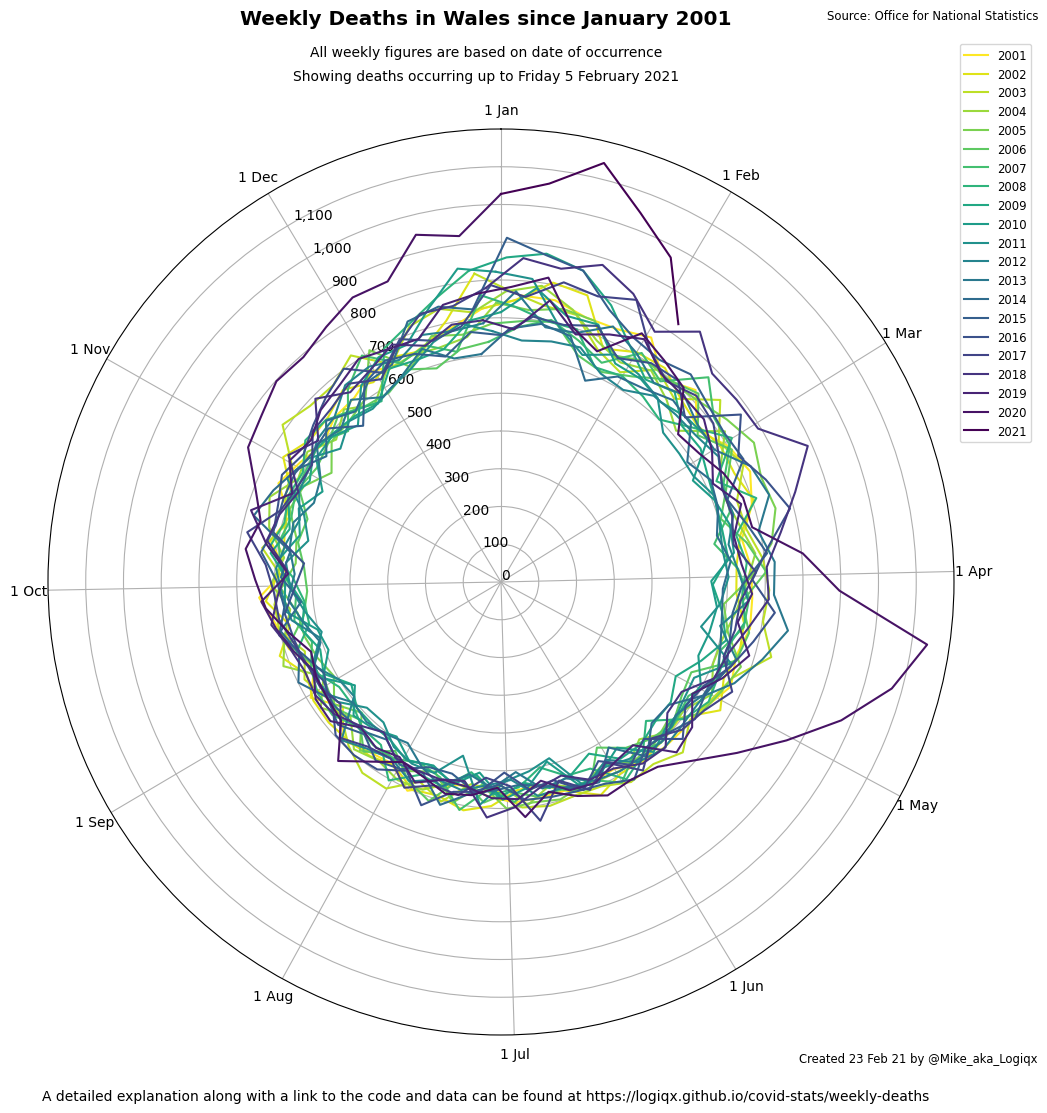 Weekly Deaths in Wales since January 2001
Source: Office for National Statistics
All weekly figures are based on date of occurrence
Showing deaths occurring up to Friday 5 February 2021
1 Jan
1 Feb
1 Mar
1 Apr
1 May
1 Jun
1 Jul
1 Aug
1 Sep
1 Oct
1 Nov
1 Dec
1,100
1,000
900
800
700
600
500
400
300
200
100
0
2001
2002
2003
2004
2005
2006
2007
2008
2009
2010
2011
2012
2013
2014
2015
2016
2017
2018
2019
2020
2021
Created 23 Feb 21 by @Mike_aka_Logiqx
A detailed explanation along with a link to the code and data can be found at https://logiqx.github.io/covid-stats/weekly-deaths